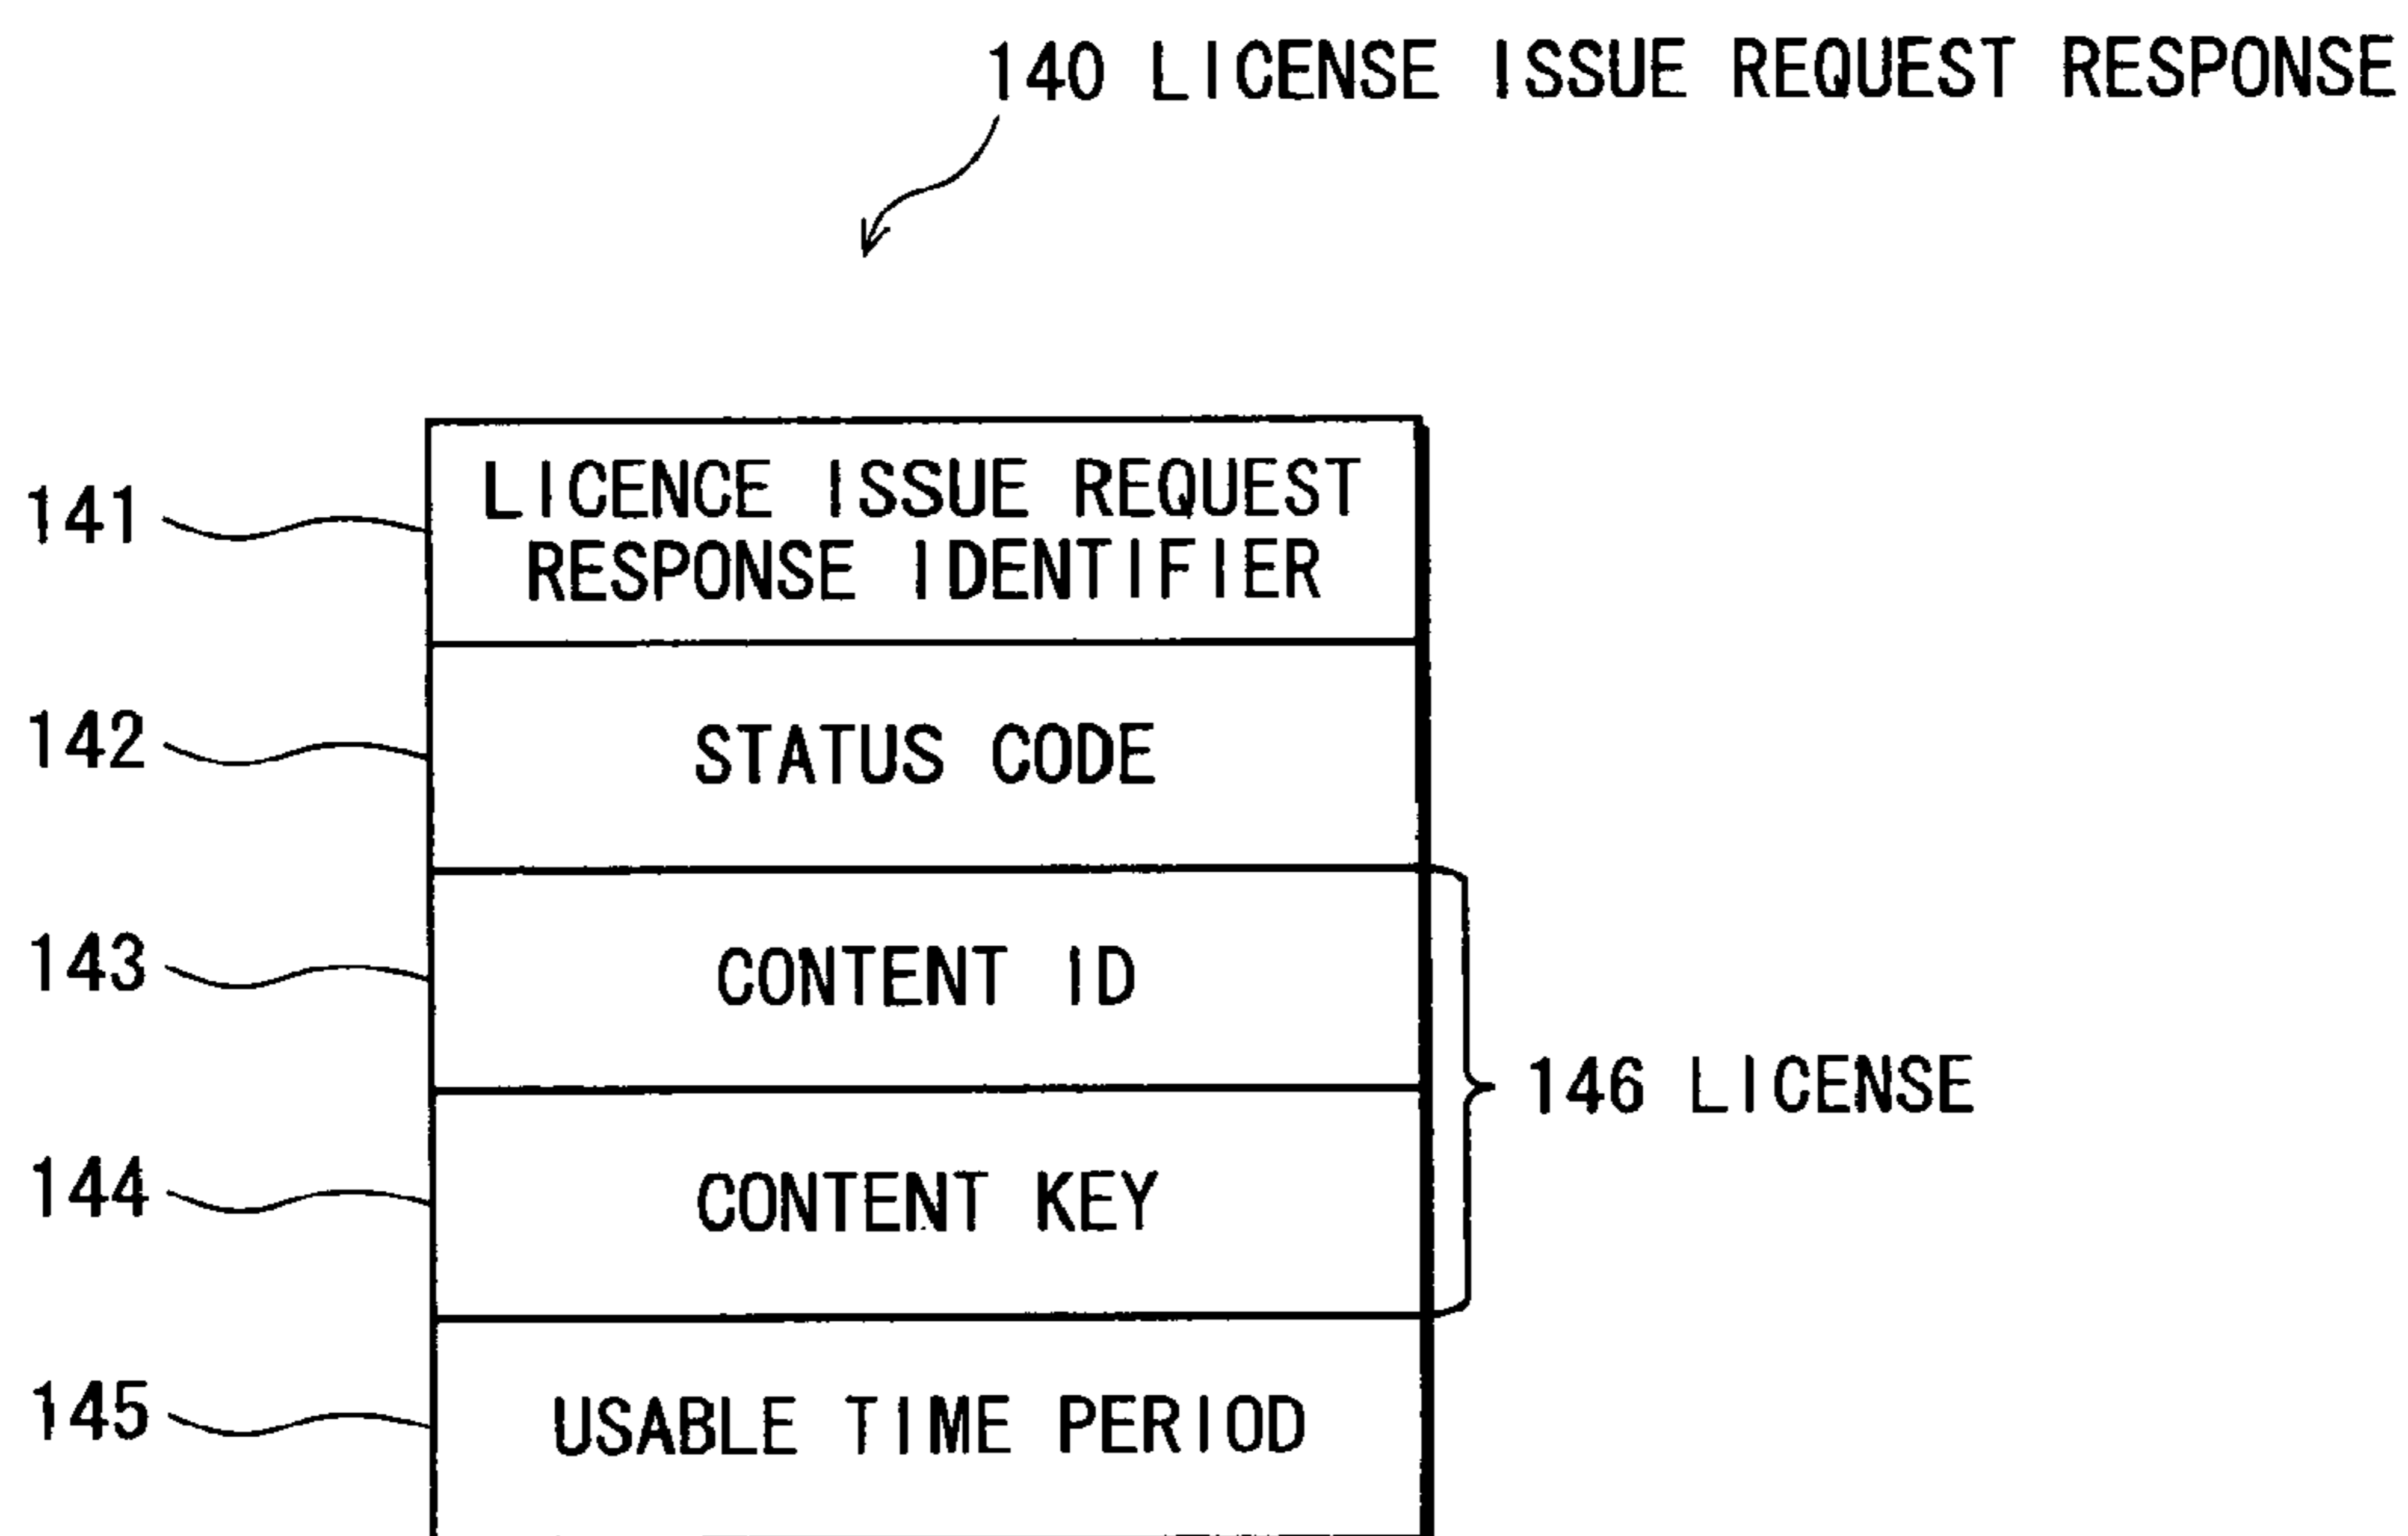 140 LICENSE ISSUE REQUEST RESPONSE
141
LICENCE ISSUE REQUEST
RESPONSE IDENTIFIER
142
STATUS CODE
143
CONTENT ID
146 LICENSE
144
CONTENT KEY
145
USABLE TIME PERIOD